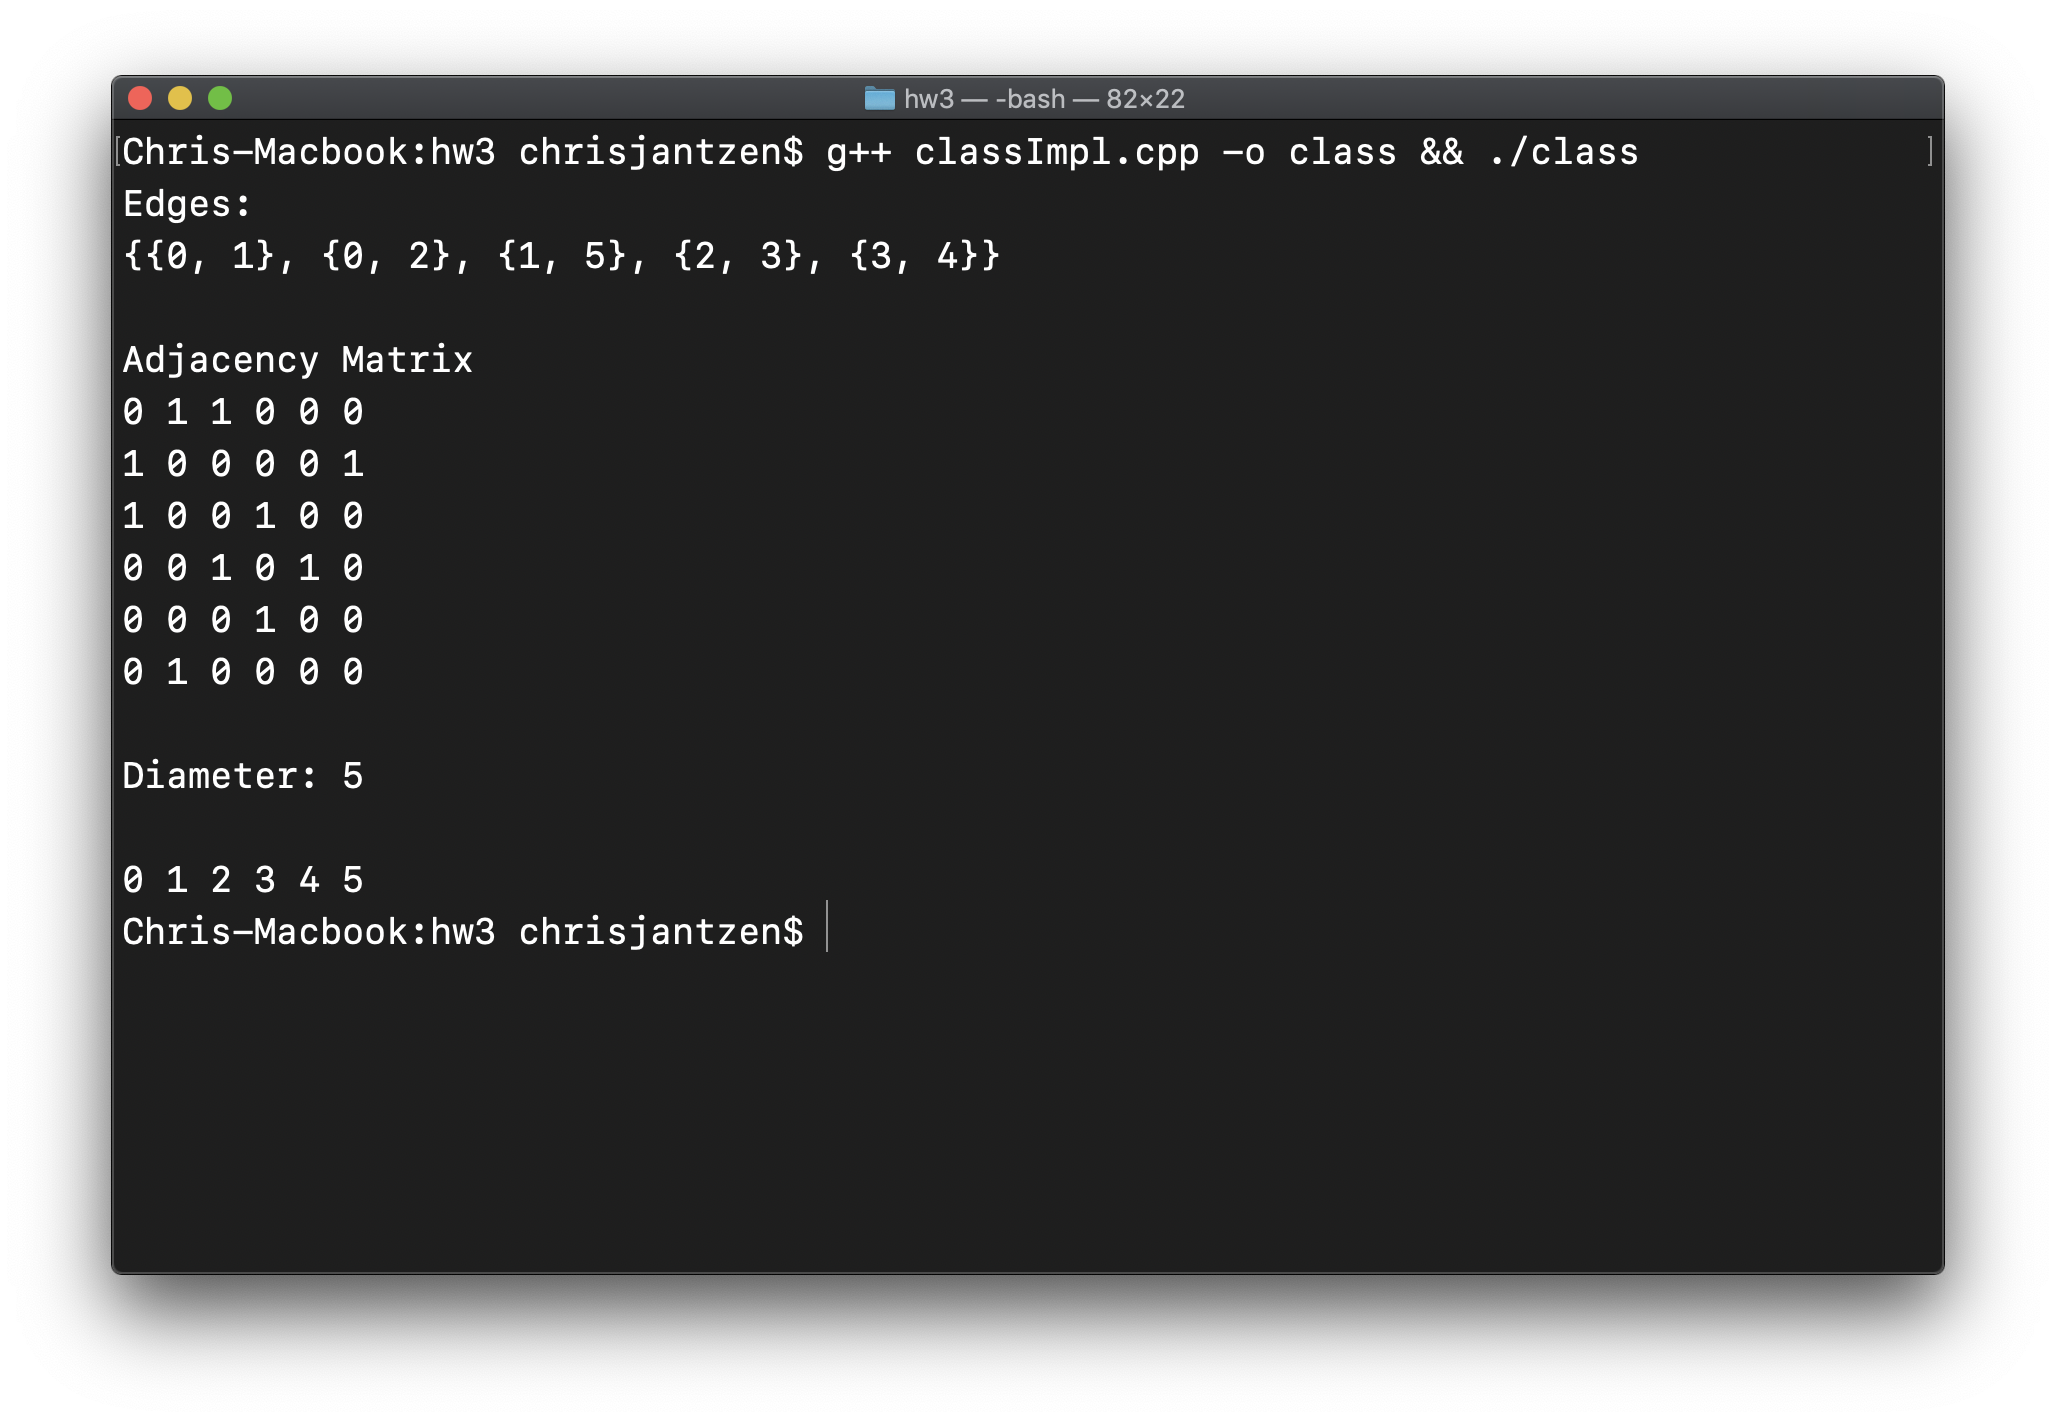 hw3 — -bash — 82×22
Chris-Macbook:hw3 chrisjantzen$ g++ classImpl.cpp -o class && ./class
Edges:
{{0, 1}, {0, 2}, {1, 5}, {2, 3}, {3, 4}}
Adjacency Matrix
0 1 1 0 0 0
1 0 0 0 0 1
1 0 0 1 0 0
0 0 1 0 1 0
0 0 0 1 0 0
0 1 0 0 0 0
Diameter: 5
0 1 2 3 4 5
Chris-Macbook:hw3 chrisjantzen$